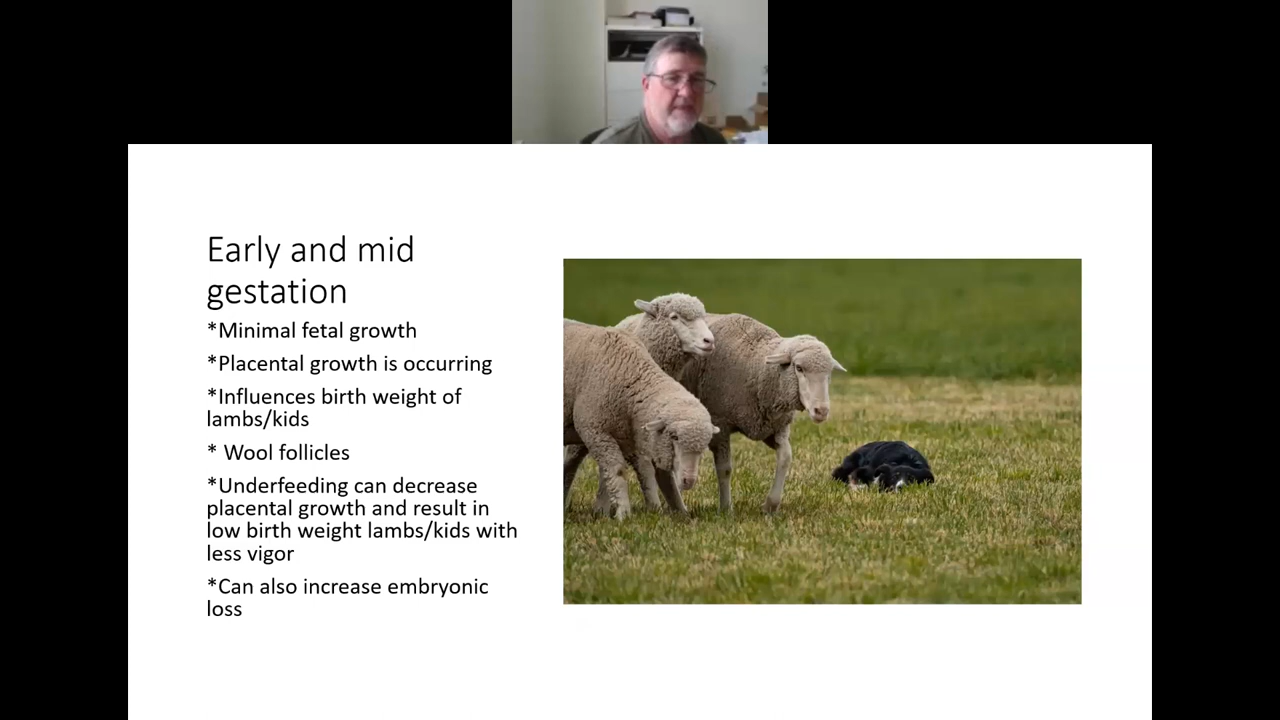 Early and mid
gestation
*Minimal fetal growth
*Placental growth is occurring
*Influences birth weight of
lambs/kids
* Wool follicles
*Underfeeding can decrease
placental growth and result in
low birth weight lambs/kids with
less vigor
*Can also increase embryonic
loss